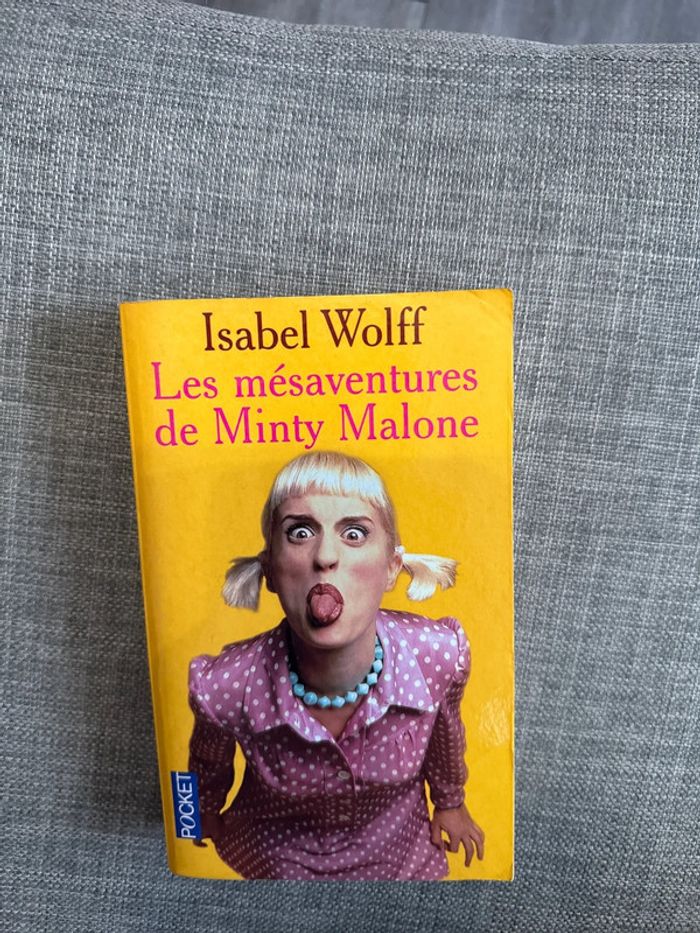 Isabel Wolff
Les mésaventures
de Minty Malone
POCKET